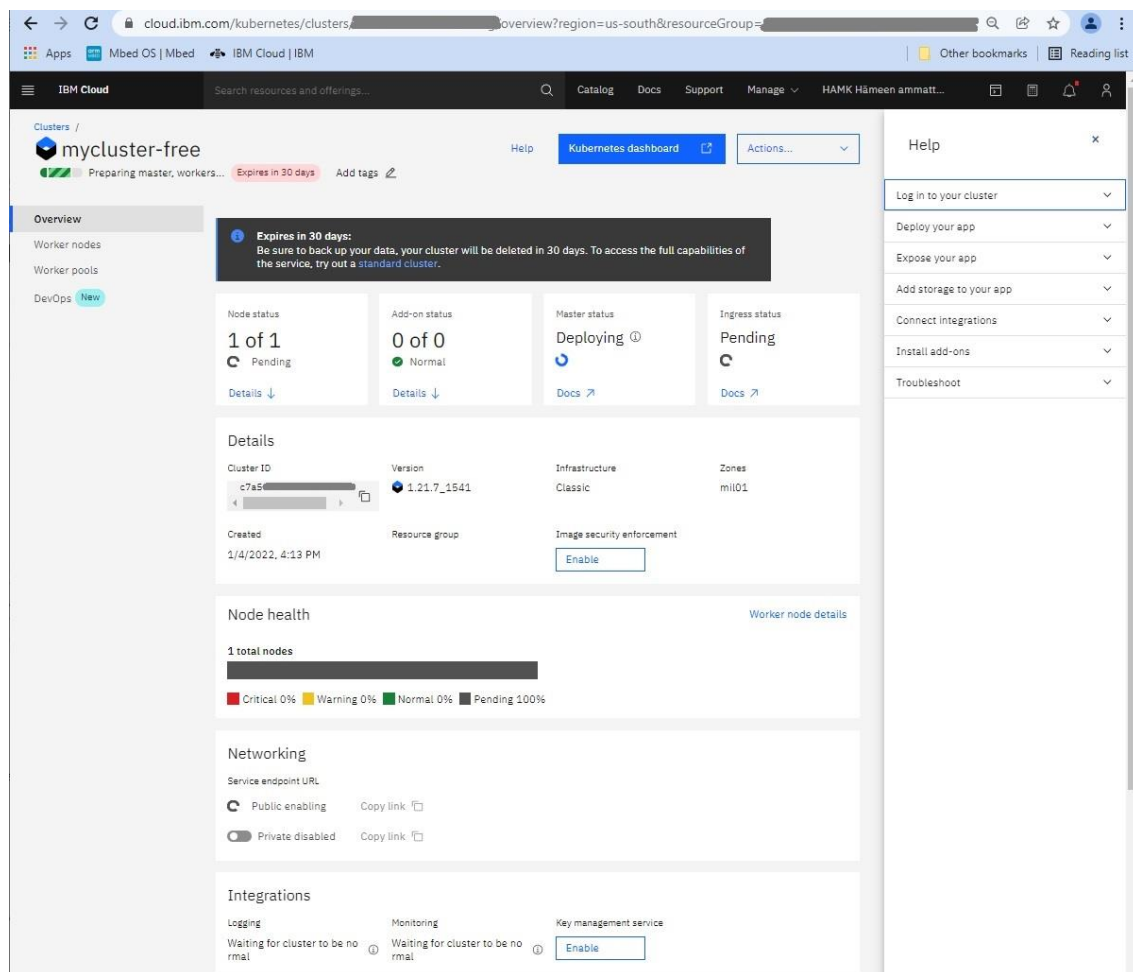 cloud.ibm.com/kubernetes/clusters/ overview?region=us-south&resourceGroup=
Apps Mbed OS | Mbed IBM Cloud | IBM Other bookmarks Reading list
IBM Cloud Search resources and offerings... Catalog Docs Support Manage HAMK Hämeen ammatt...
Clusters /
mycluster-free
Help Kubernetes dashboard Actions...
Preparing master, workers... Expires in 30 days Add tags
Overview
Worker nodes
Worker pools
DevOps New
Expires in 30 days:
Be sure to back up your data, your cluster will be deleted in 30 days. To access the full capabilities of
the service, try out a standard cluster.
Node status Add-on status Master status Ingress status
1 of 1 0 of 0 Deploying Pending
Pending Normal
Details Details Docs Docs
Details
Cluster ID Version Infrastructure Zones
c7a5 1.21.7_1541 Classic mil01
Created Resource group Image security enforcement
1/4/2022, 4:13 PM Enable
Node health Worker node details
1 total nodes
Critical 0% Warning 0% Normal 0% Pending 100%
Networking
Service endpoint URL
Public enabling Copy link
Private disabled Copy link
Integrations
Logging Monitoring Key management service
Waiting for cluster to be no Waiting for cluster to be no Enable
rmal rmal
Help
Log in to your cluster
Deploy your app
Expose your app
Add storage to your app
Connect integrations
Install add-ons
Troubleshoot